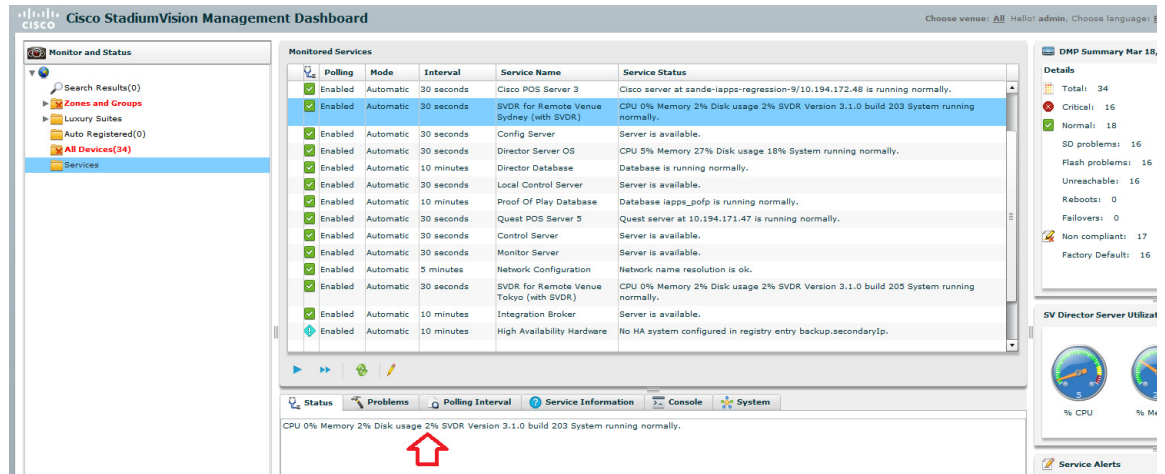 CISCO
Cisco StadiumVision Management Dashboard
Choose venue: All Hello! admin, Choose language:
Monitor and Status
Search Results(0)
Zones and Groups
Luxury Suites
Auto Registered(0)
All Devices(34)
Services
Monitored Services
Polling Mode Interval Service Name Service Status
Enabled Automatic 30 seconds Cisco POS Server 3 Cisco server at sande-iapps-regression-9/10.194.172.48 is running normally.
Enabled Automatic 30 seconds SVDR for Remote Venue CPU 0% Memory 2% Disk usage 2% SVDR Version 3.1.0 build 203 System running
Sydney (with SVDR) normally.
Enabled Automatic 30 seconds Config Server Server is available.
Enabled Automatic 30 seconds Director Server OS CPU 5% Memory 27% Disk usage 18% System running normally.
Enabled Automatic 10 minutes Director Database Database is running normally.
Enabled Automatic 30 seconds Local Control Server Server is available.
Enabled Automatic 10 minutes Proof Of Play Database Database iapps_pofp is running normally.
Enabled Automatic 30 seconds Quest POS Server 5 Quest server at 10.194.171.47 is running normally.
Enabled Automatic 30 seconds Control Server Server is available.
Enabled Automatic 30 seconds Monitor Server Server is available.
Enabled Automatic 5 minutes Network Configuration Network name resolution is ok.
Enabled Automatic 30 seconds SVDR for Remote Venue CPU 0% Memory 2% Disk usage 2% SVDR Version 3.1.0 build 205 System running
Tokyo (with SVDR) normally.
Enabled Automatic 10 minutes Integration Broker Server is available.
Enabled Automatic 10 minutes High Availability Hardware No HA system configured in registry entry backup.secondaryIp.
Status Problems Polling Interval Service Information Console System
CPU 0% Memory 2% Disk usage 2% SVDR Version 3.1.0 build 203 System running normally.
DMP Summary Mar 18,
Details
Total: 34
Critical: 16
Normal: 18
SD problems: 16
Flash problems: 16
Unreachable: 16
Reboots: 0
Failovers: 0
Non compliant: 17
Factory Default: 16
SV Director Server Utilizat
5
% CPU % Me
Service Alerts